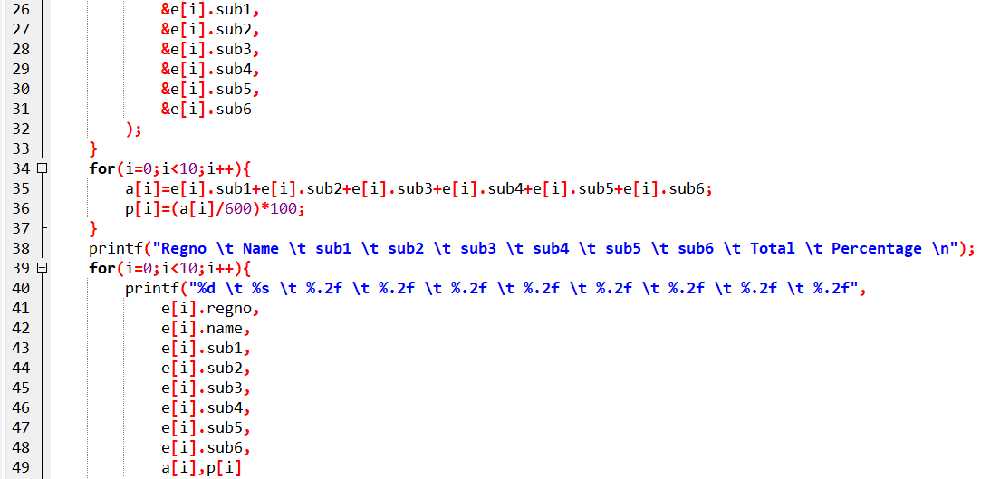 26 &e[i].sub1,
27 &e[i].sub2,
28 &e[i].sub3,
29 &e[i].sub4,
30 &e[i].sub5,
31 &e[i].sub6
32 );
33 }
34 for(i=0;i<10;i++){
35 a[i]=e[i].sub1+e[i].sub2+e[i].sub3+e[i].sub4+e[i].sub5+e[i].sub6;
36 p[i]=(a[i]/600)*100;
37 }
38 printf("Regno \t Name \t sub1 \t sub2 \t sub3 \t sub4 \t sub5 \t sub6 \t Total \t Percentage \n");
39 for(i=0;i<10;i++){
40 printf("%d \t %s \t %.2f \t %.2f \t %.2f \t %.2f \t %.2f \t %.2f \t %.2f \t %.2f",
41 e[i].regno,
42 e[i].name,
43 e[i].sub1,
44 e[i].sub2,
45 e[i].sub3,
46 e[i].sub4,
47 e[i].sub5,
48 e[i].sub6,
49 a[i],p[i]